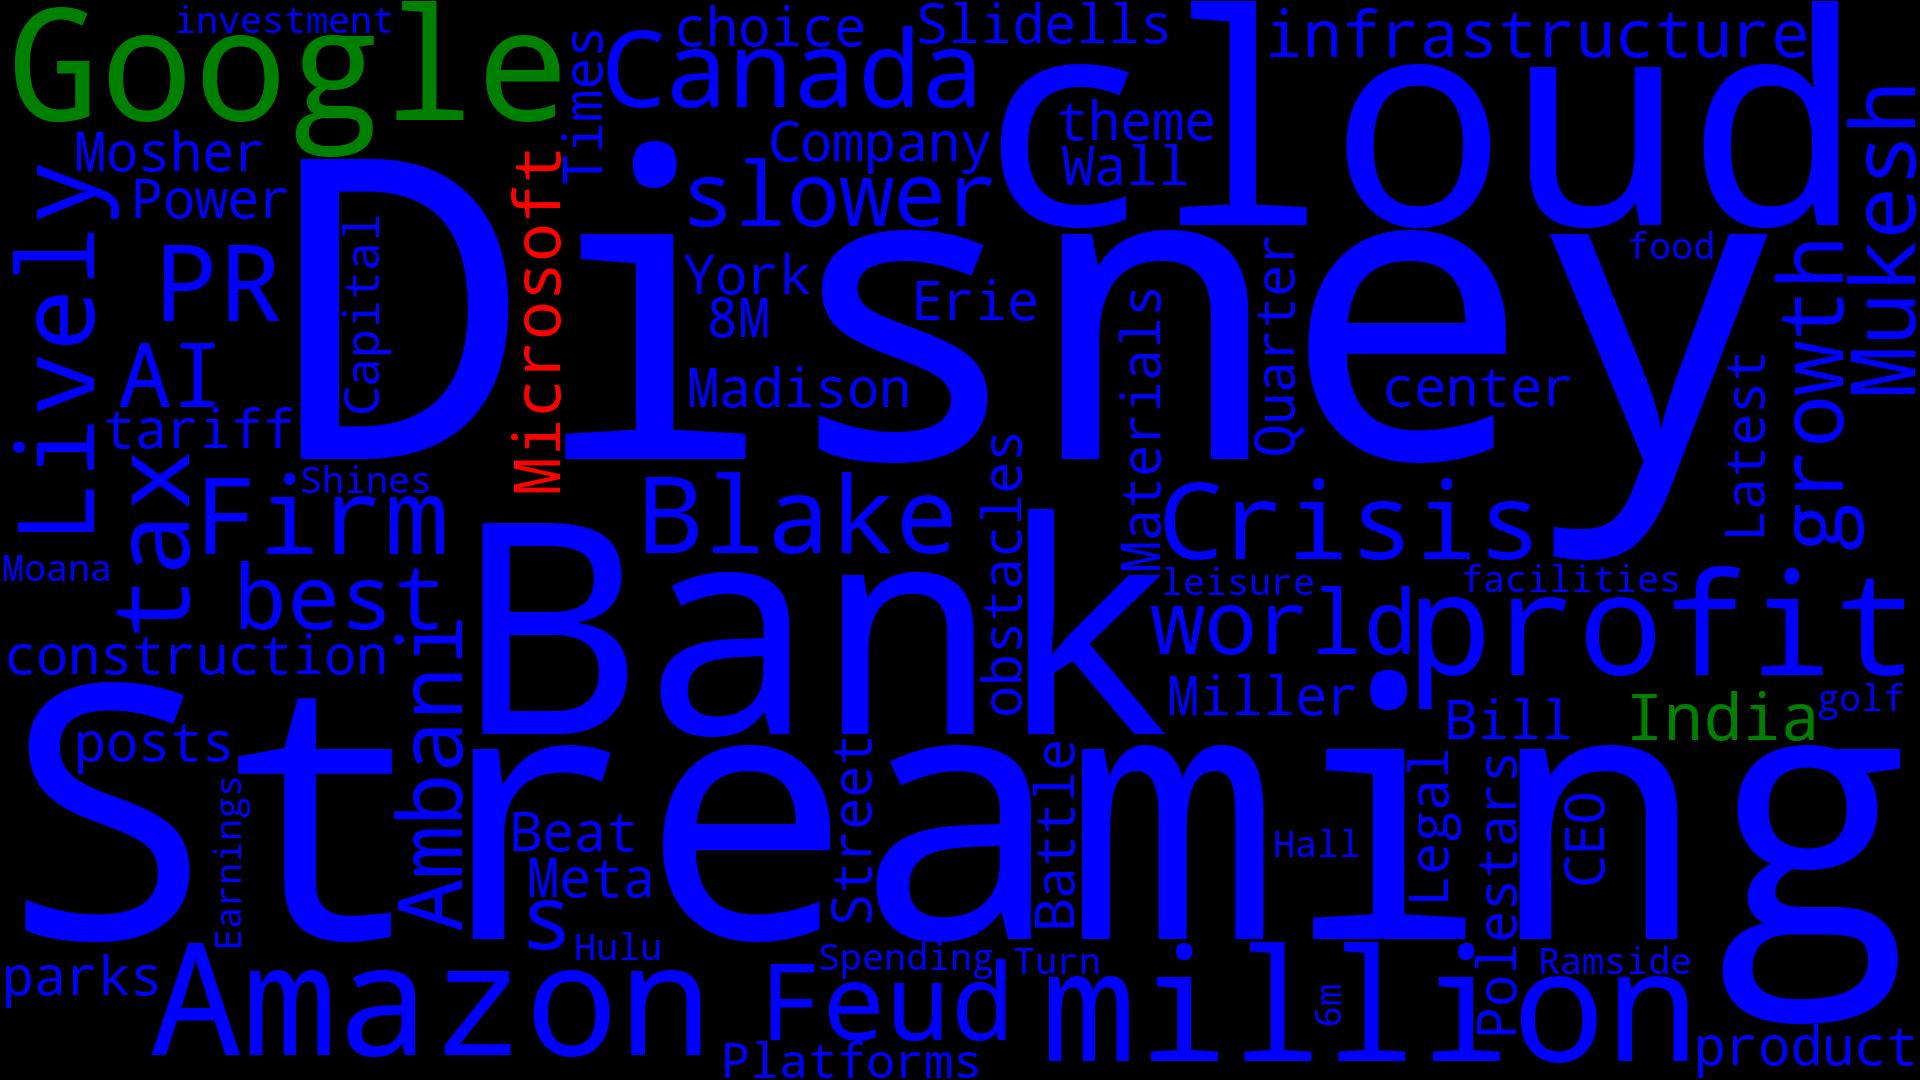 investment
Google
Times
choice
Canada
Slidells
cloud
infrastructure
Mukesh
Mosher
Power
Lively
Microsoft
Company
slower
theme
Wall
Disney
PR
Capital
York
8M
Erie
Madison
Materials
Quarter
center
food
growth
Latest
AI
tariff
tax
Shines
Firm
Blake
obstacles
Crisis
Moana
best
Bank
leisure
facilities
world
profit
construction
Ambani
Miller
Bill
India
golf
Streaming
posts
Earnings
Beat
Meta
s
Street
Battle
Hall
Legal
Polestars
CEO
Hulu
parks
Amazon
Spending
Turn
Feud
Platforms
million
6m
Ramside
product